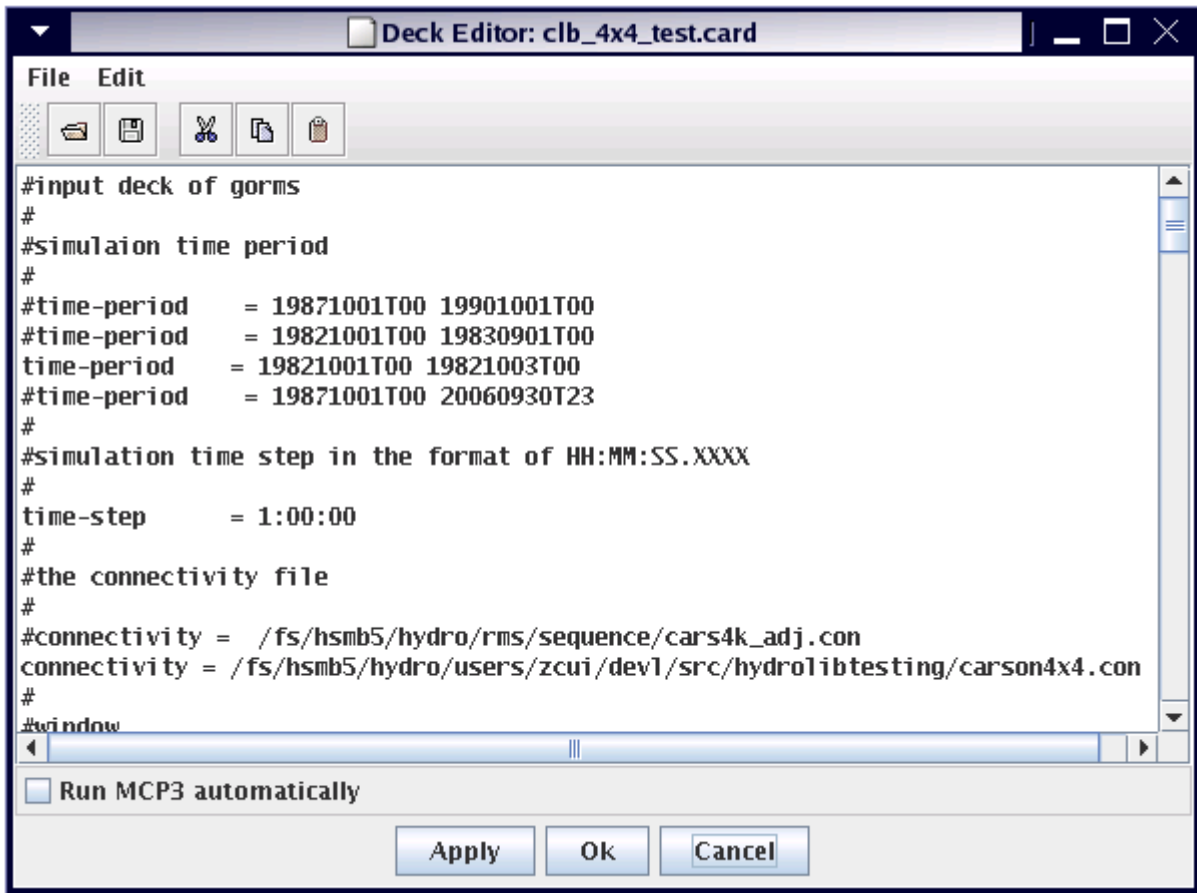 Deck Editor: clb_4x4_test.card
File Edit
#input deck of gorms
#
#simulaion time period
#
#time-period    = 19871001T00 19901001T00
#time-period    = 19821001T00 19830901T00
time-period    = 19821001T00 19821003T00
#time-period    = 19871001T00 20060930T23
#
#simulation time step in the format of HH:MM:SS.XXXX
#
time-step      = 1:00:00
#
#the connectivity file
#
#connectivity =  /fs/hsmb5/hydro/rms/sequence/cars4k_adj.con
connectivity = /fs/hsmb5/hydro/users/zcui/devl/src/hydrolibtesting/carson4x4.con
#
#window
Run MCP3 automatically
Apply Ok Cancel